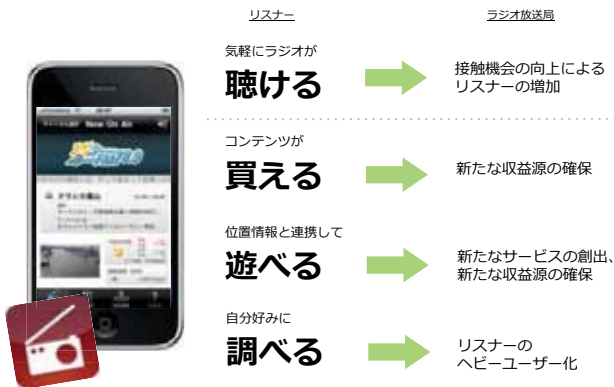 リスナー
ラジオ放送局
気軽にラジオが
聴ける
接触機会の向上による
リスナーの増加
コンテンツが
買える
新たな収益源の確保
位置情報と連携して
遊べる
新たなサービスの創出、
新たな収益源の確保
自分好みに
調べる
リスナーの
ヘビーユーザー化
Now On Air